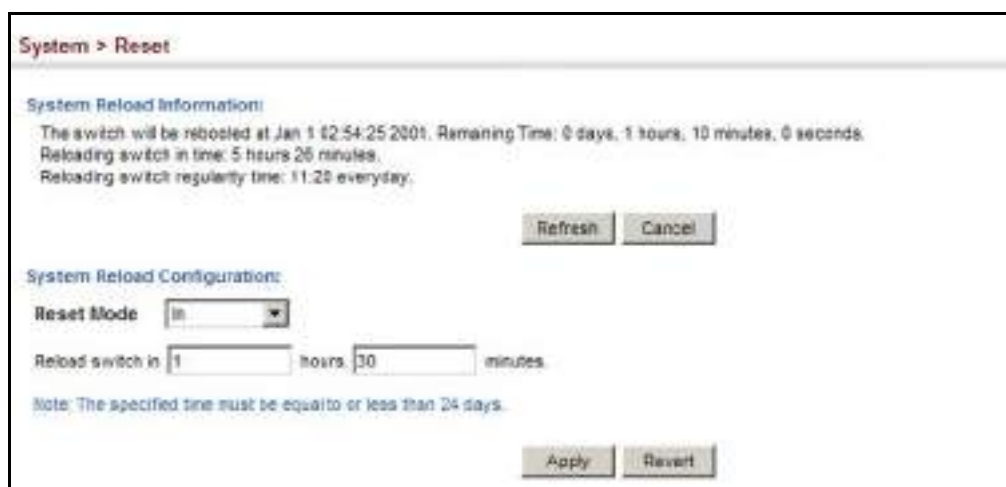 System > Reset
System Reload Information:
The switch will be rebooted at Jan 1 02:54:25 2001. Remaining Time: 0 days, 1 hours, 10 minutes, 0 seconds.
Reloading switch in time: 5 hours 26 minutes.
Reloading switch regularity time: 11:20 everyday.
Refresh Cancel
System Reload Configuration:
Reset Mode In
Reload switch in 1 hours 30 minutes.
Note: The specified time must be equal to or less than 24 days.
Apply Revert